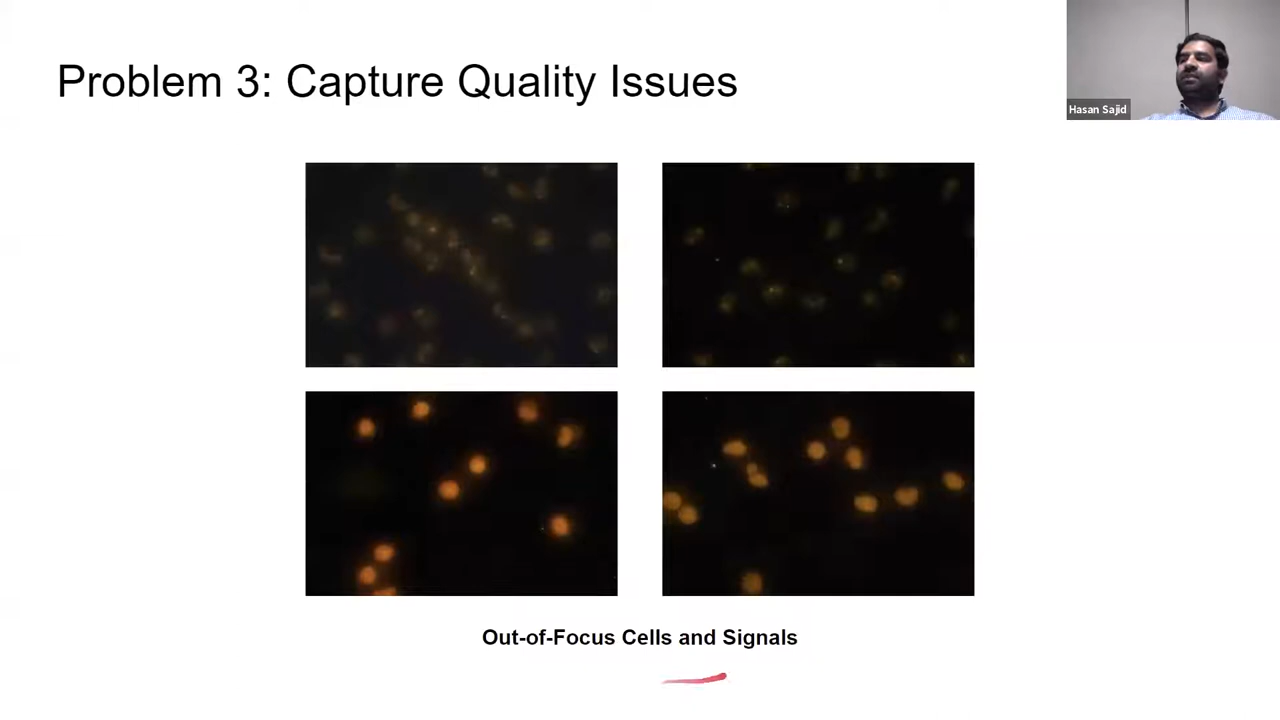 Problem 3: Capture Quality Issues
Hasan Sajid
Out-of-Focus Cells and Signals